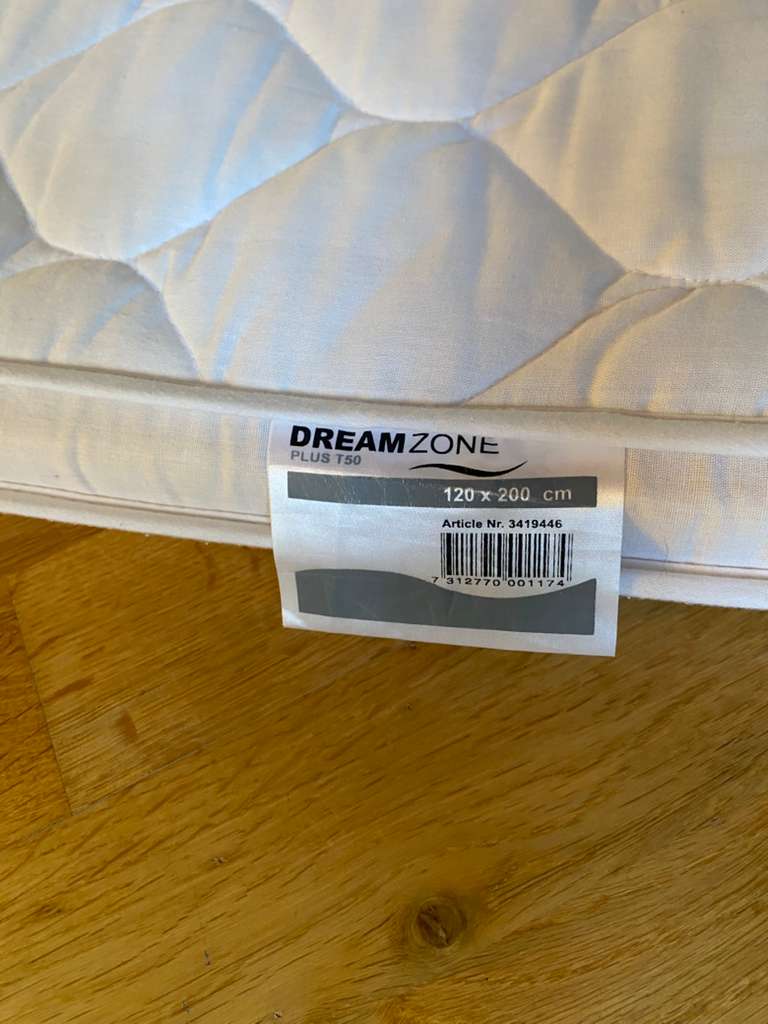 DREAMZONE
PLUS T50
120 x 200 cm
Article Nr. 3419446
7 312770 001174